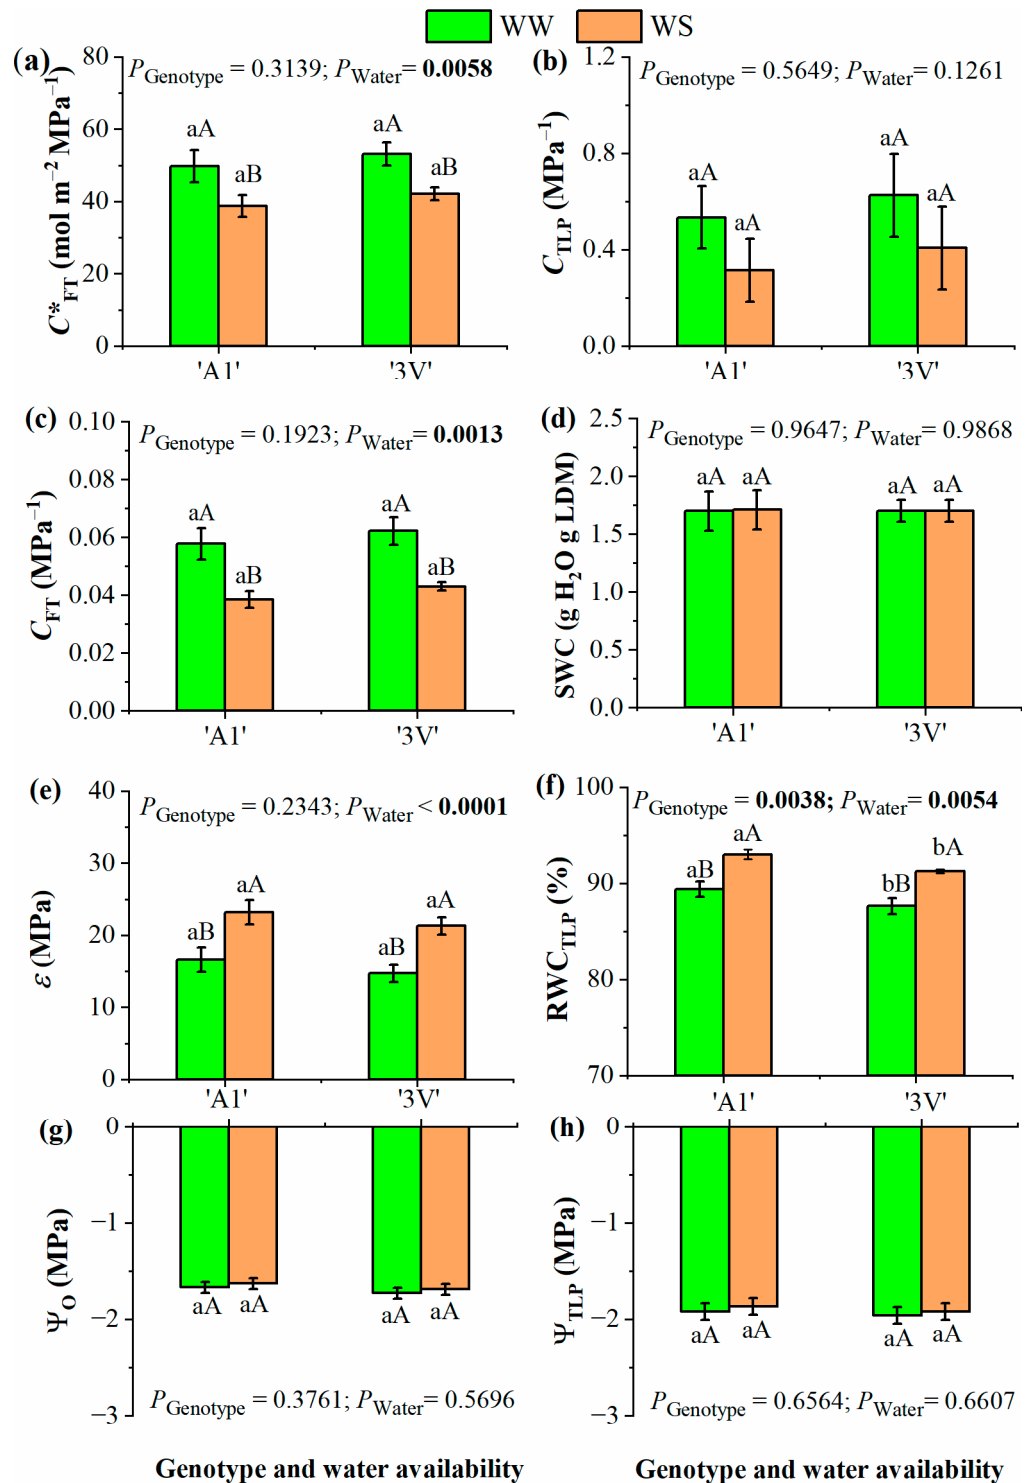 WW WS
(a)
P_Genotype = 0.3139; P_Water = 0.0058
C*_FT (mol m⁻² MPa⁻¹)
80
60
40
20
0
aA
aB
aA
aB
'A1' '3V'
(b)
P_Genotype = 0.5649; P_Water = 0.1261
C_TLP (MPa⁻¹)
1.2
0.8
0.4
0.0
aA
aA
aA
aA
'A1' '3V'
(c)
P_Genotype = 0.1923; P_Water = 0.0013
C_FT (MPa⁻¹)
0.10
0.08
0.06
0.04
0.02
0.00
aA
aB
aA
aB
'A1' '3V'
(d)
P_Genotype = 0.9647; P_Water = 0.9868
SWC (g H₂O g LDM)
2.5
2.0
1.5
1.0
0.5
0.0
aA aA aA aA
'A1' '3V'
(e)
P_Genotype = 0.2343; P_Water < 0.0001
ε (MPa)
40
30
20
10
0
aB
aA
aB
aA
'A1' '3V'
(f)
P_Genotype = 0.0038; P_Water = 0.0054
RWC_TLP (%)
100
90
80
70
aB
aA
bB
bA
'A1' '3V'
(g)
Ψ_O (MPa)
0
−1
−2
−3
aA aA aA aA
P_Genotype = 0.3761; P_Water = 0.5696
Genotype and water availability
(h)
Ψ_TLP (MPa)
0
−1
−2
−3
aA aA aA aA
P_Genotype = 0.6564; P_Water = 0.6607
Genotype and water availability